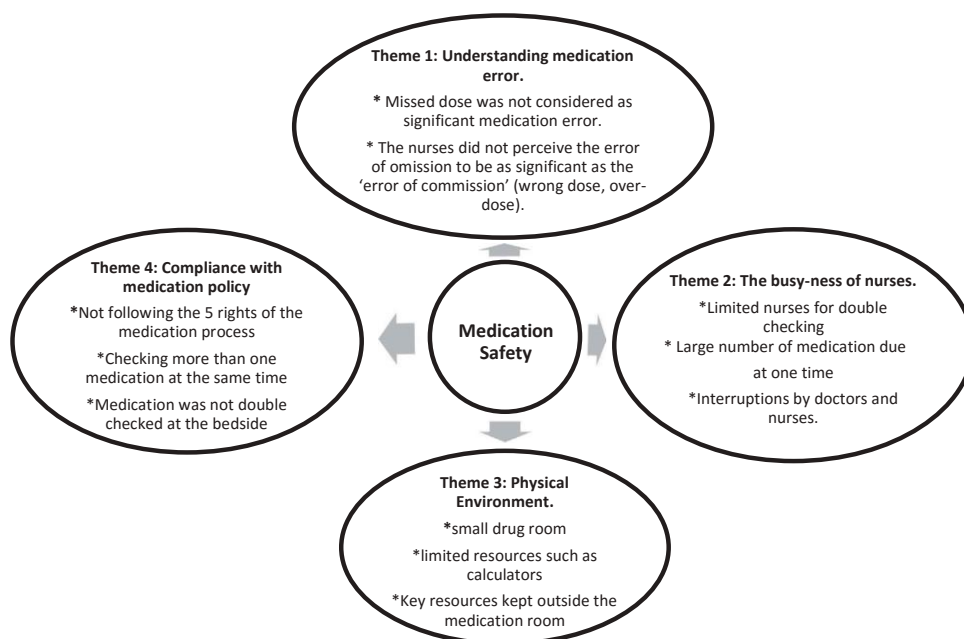 Theme 1: Understanding medication
error.
* Missed dose was not considered as
significant medication error.
* The nurses did not perceive the error
of omission to be as significant as the
‘error of commission’ (wrong dose, over-
dose).
Theme 4: Compliance with
medication policy
*Not following the 5 rights of the
medication process
*Checking more than one
medication at the same time
*Medication was not double
checked at the bedside
Medication
Safety
Theme 2: The busy-ness of nurses.
*Limited nurses for double
checking
* Large number of medication due
at one time
*Interruptions by doctors and
nurses.
Theme 3: Physical
Environment.
*small drug room
*limited resources such as
calculators
*Key resources kept outside the
medication room